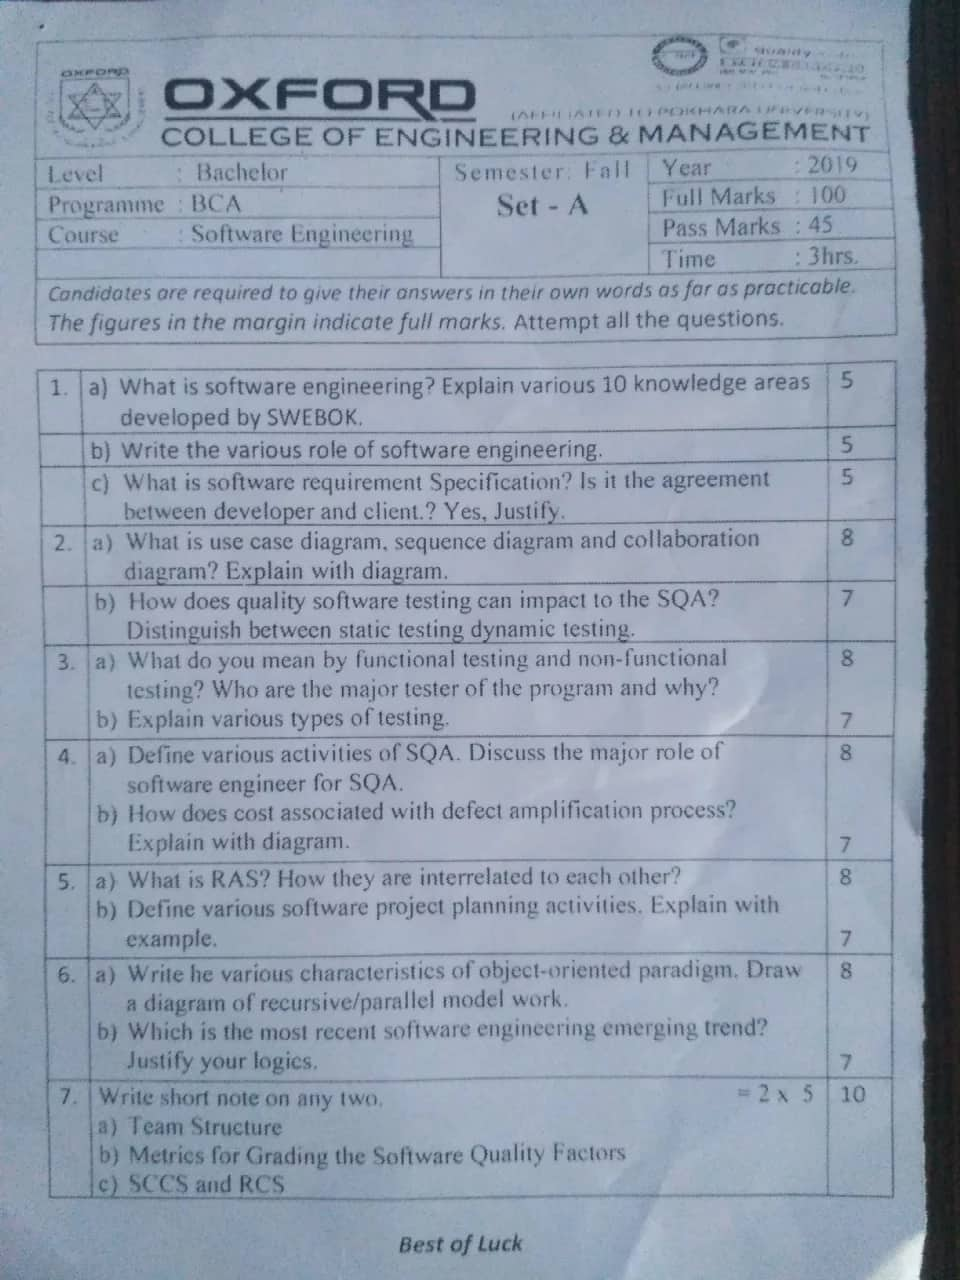 OXFORD
OXFORD
Quality
(AFFILIATED TO POKHARA UNIVERSITY)
COLLEGE OF ENGINEERING & MANAGEMENT
Level : Bachelor Semester: Fall Year : 2019
Programme : BCA Set - A Full Marks : 100
Course : Software Engineering Pass Marks : 45
Time : 3hrs.
Candidates are required to give their answers in their own words as far as practicable.
The figures in the margin indicate full marks. Attempt all the questions.
1. a) What is software engineering? Explain various 10 knowledge areas 5
developed by SWEBOK.
b) Write the various role of software engineering. 5
c) What is software requirement Specification? Is it the agreement 5
between developer and client.? Yes, Justify.
2. a) What is use case diagram, sequence diagram and collaboration 8
diagram? Explain with diagram.
b) How does quality software testing can impact to the SQA? 7
Distinguish between static testing dynamic testing.
3. a) What do you mean by functional testing and non-functional 8
testing? Who are the major tester of the program and why?
b) Explain various types of testing. 7
4. a) Define various activities of SQA. Discuss the major role of 8
software engineer for SQA.
b) How does cost associated with defect amplification process?
Explain with diagram. 7
5. a) What is RAS? How they are interrelated to each other? 8
b) Define various software project planning activities. Explain with
example. 7
6. a) Write he various characteristics of object-oriented paradigm. Draw 8
a diagram of recursive/parallel model work.
b) Which is the most recent software engineering emerging trend?
Justify your logics. 7
7. Write short note on any two. = 2 x 5 10
a) Team Structure
b) Metrics for Grading the Software Quality Factors
c) SCCS and RCS
Best of Luck